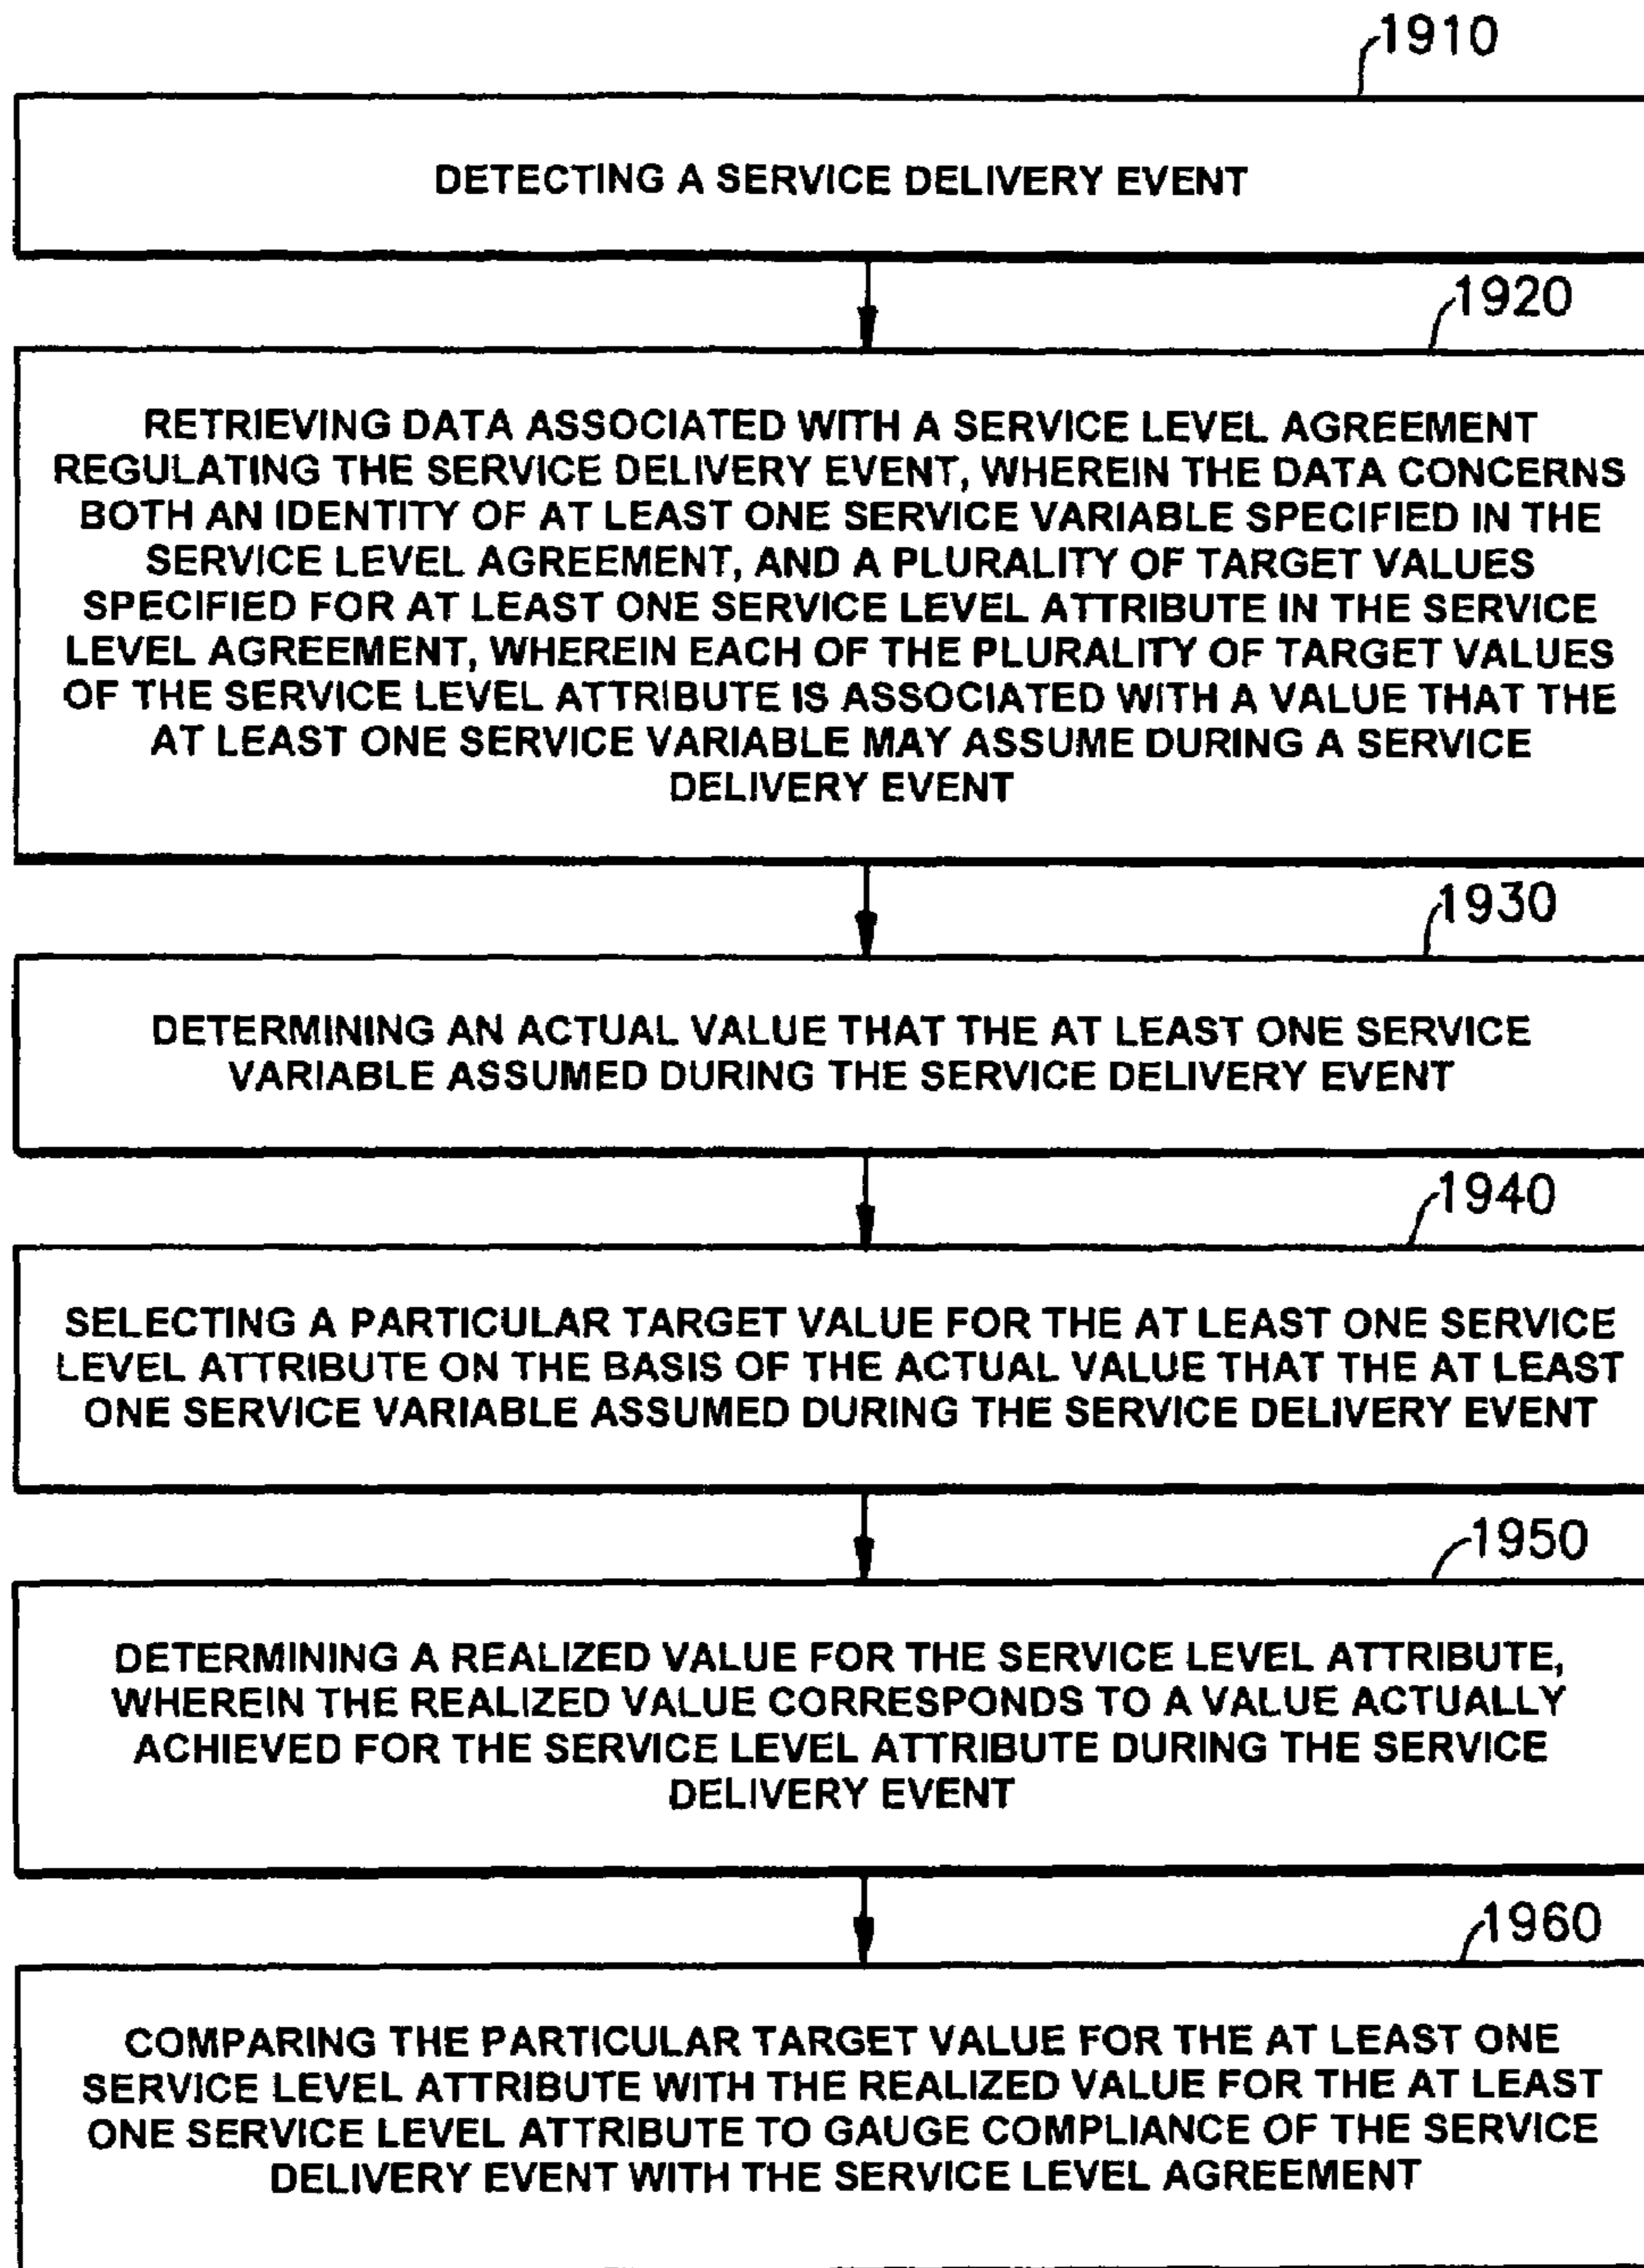 1910
DETECTING A SERVICE DELIVERY EVENT
1920
RETRIEVING DATA ASSOCIATED WITH A SERVICE LEVEL AGREEMENT
REGULATING THE SERVICE DELIVERY EVENT, WHEREIN THE DATA CONCERNS
BOTH AN IDENTITY OF AT LEAST ONE SERVICE VARIABLE SPECIFIED IN THE
SERVICE LEVEL AGREEMENT, AND A PLURALITY OF TARGET VALUES
SPECIFIED FOR AT LEAST ONE SERVICE LEVEL ATTRIBUTE IN THE SERVICE
LEVEL AGREEMENT, WHEREIN EACH OF THE PLURALITY OF TARGET VALUES
OF THE SERVICE LEVEL ATTRIBUTE IS ASSOCIATED WITH A VALUE THAT THE
AT LEAST ONE SERVICE VARIABLE MAY ASSUME DURING A SERVICE
DELIVERY EVENT
1930
DETERMINING AN ACTUAL VALUE THAT THE AT LEAST ONE SERVICE
VARIABLE ASSUMED DURING THE SERVICE DELIVERY EVENT
1940
SELECTING A PARTICULAR TARGET VALUE FOR THE AT LEAST ONE SERVICE
LEVEL ATTRIBUTE ON THE BASIS OF THE ACTUAL VALUE THAT THE AT LEAST
ONE SERVICE VARIABLE ASSUMED DURING THE SERVICE DELIVERY EVENT
1950
DETERMINING A REALIZED VALUE FOR THE SERVICE LEVEL ATTRIBUTE,
WHEREIN THE REALIZED VALUE CORRESPONDS TO A VALUE ACTUALLY
ACHIEVED FOR THE SERVICE LEVEL ATTRIBUTE DURING THE SERVICE
DELIVERY EVENT
1960
COMPARING THE PARTICULAR TARGET VALUE FOR THE AT LEAST ONE
SERVICE LEVEL ATTRIBUTE WITH THE REALIZED VALUE FOR THE AT LEAST
ONE SERVICE LEVEL ATTRIBUTE TO GAUGE COMPLIANCE OF THE SERVICE
DELIVERY EVENT WITH THE SERVICE LEVEL AGREEMENT